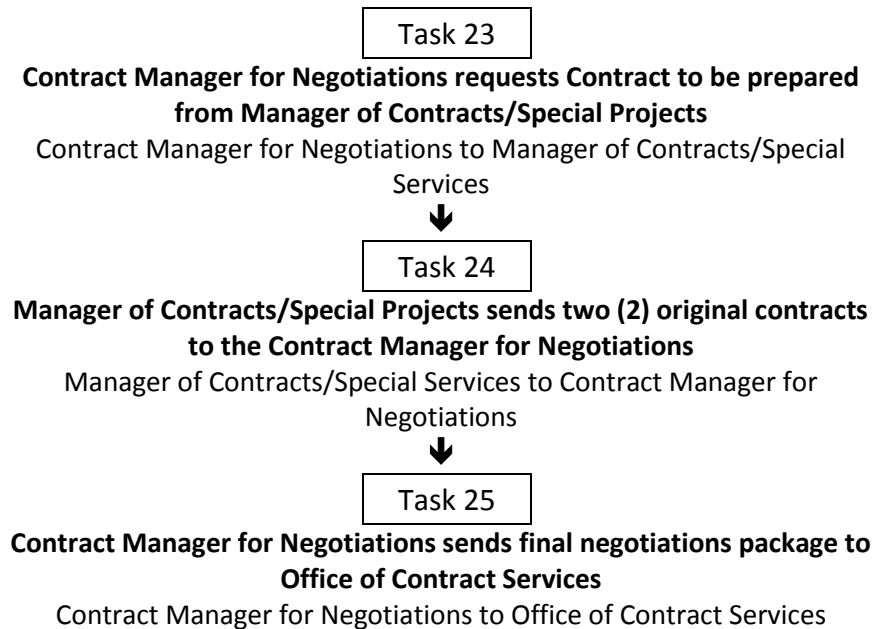 Task 23
Contract Manager for Negotiations requests Contract to be prepared
from Manager of Contracts/Special Projects
Contract Manager for Negotiations to Manager of Contracts/Special
Services
Task 24
Manager of Contracts/Special Projects sends two (2) original contracts
to the Contract Manager for Negotiations
Manager of Contracts/Special Services to Contract Manager for
Negotiations
Task 25
Contract Manager for Negotiations sends final negotiations package to
Office of Contract Services
Contract Manager for Negotiations to Office of Contract Services